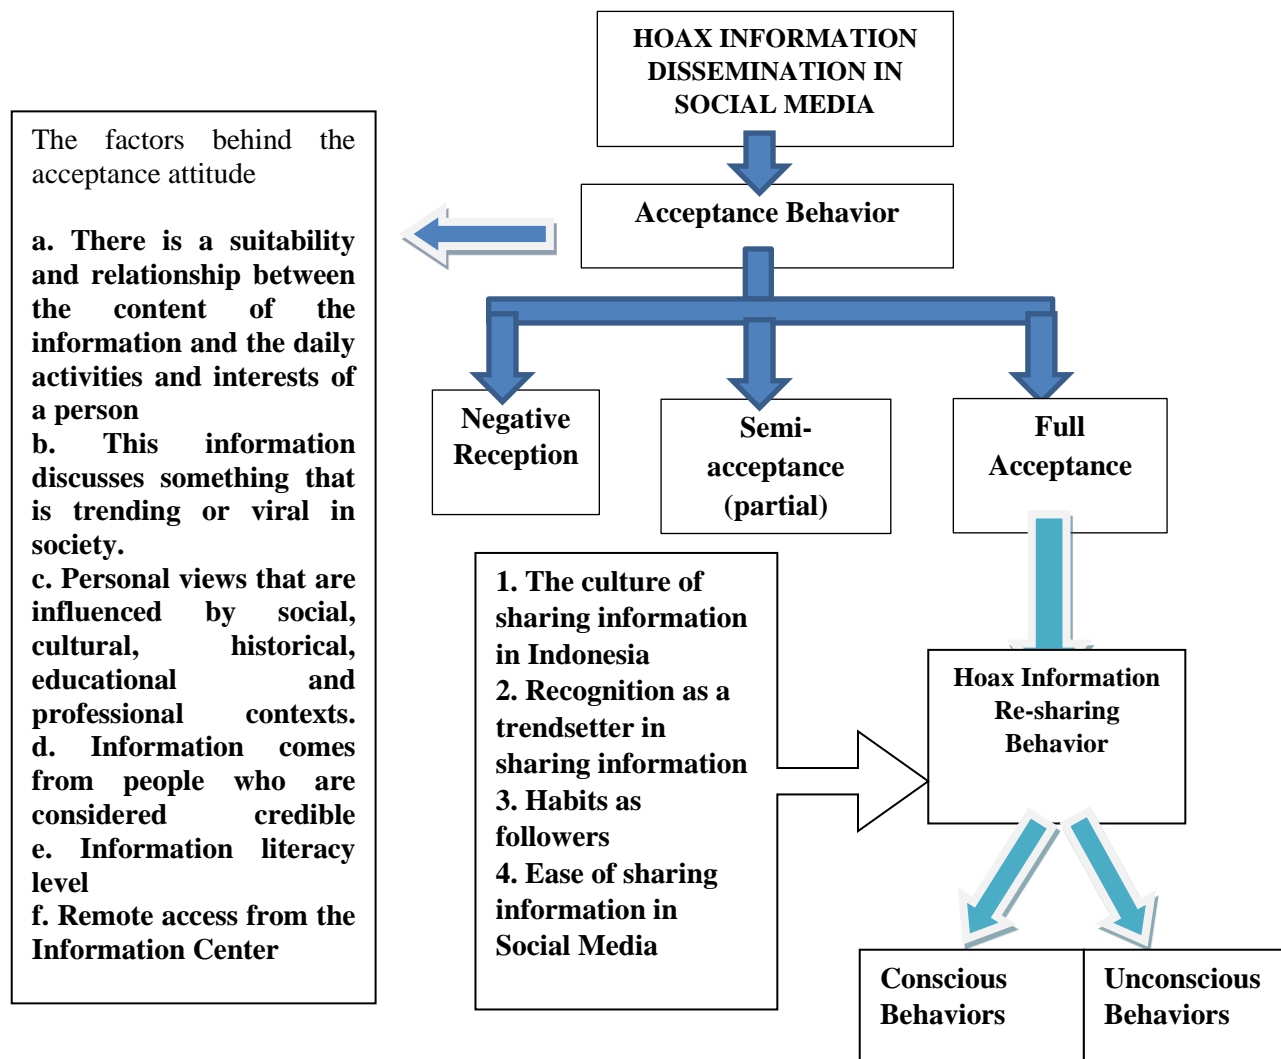 HOAX INFORMATION
DISSEMINATION IN
SOCIAL MEDIA
Acceptance Behavior
The factors behind the
acceptance attitude
a. There is a suitability
and relationship between
the content of the
information and the daily
activities and interests of
a person
b. This information
discusses something that
is trending or viral in
society.
c. Personal views that are
influenced by social,
cultural, historical,
educational and
professional contexts.
d. Information comes
from people who are
considered credible
e. Information literacy
level
f. Remote access from the
Information Center
Negative
Reception
Semi-
acceptance
(partial)
Full
Acceptance
1. The culture of
sharing information
in Indonesia
2. Recognition as a
trendsetter in
sharing information
3. Habits as
followers
4. Ease of sharing
information in
Social Media
Hoax Information
Re-sharing
Behavior
Conscious
Behaviors
Unconscious
Behaviors